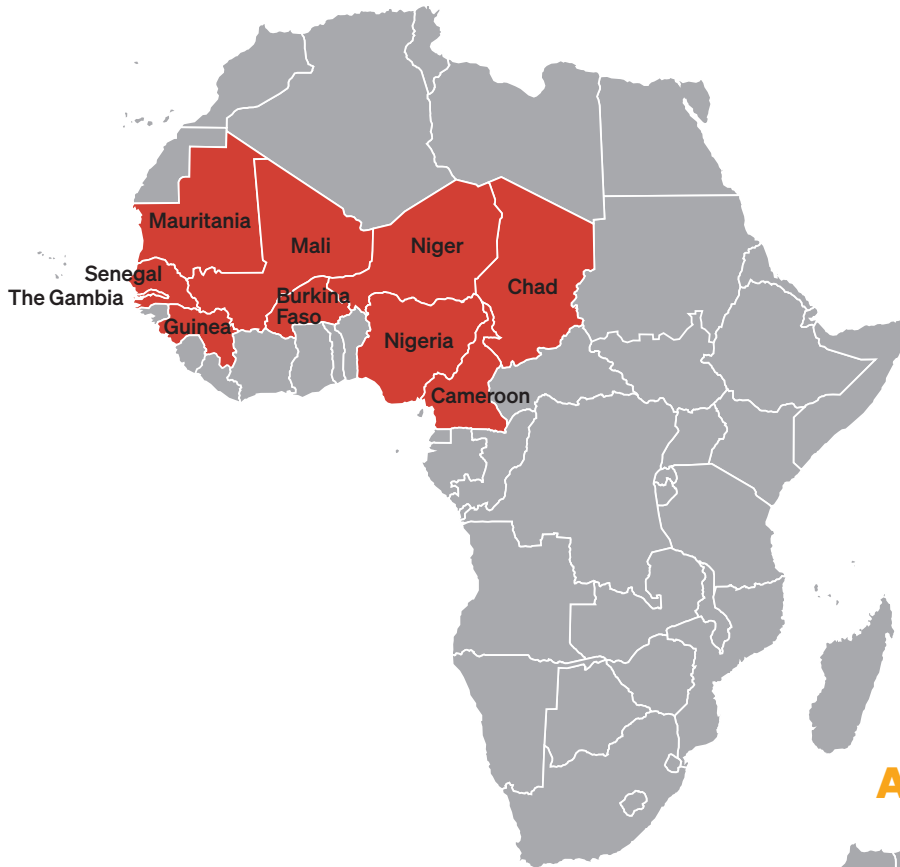 Mauritania
Mali
Niger
Senegal
The Gambia
Chad
Burkina
Faso
Guinea
Nigeria
Cameroon
A